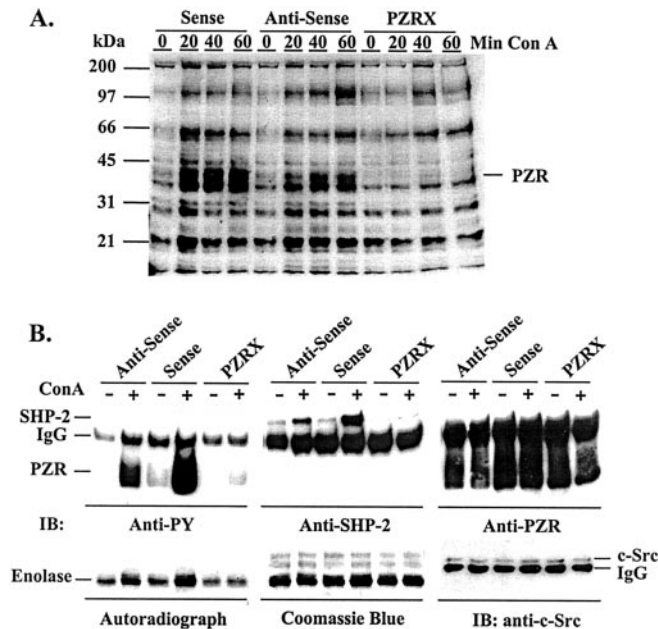 A.
Sense Anti-Sense PZRX
kDa 0 20 40 60 0 20 40 60 0 20 40 60 Min Con A
200
97
66
45
PZR
31
21
B.
Anti-Sense Sense PZRX Anti-Sense Sense PZRX Anti-Sense Sense PZRX
ConA - + - + - + - + - + - + - + - + - +
SHP-2
IgG
PZR
IB: Anti-PY Anti-SHP-2 Anti-PZR
Enolase c-Src
IgG
Autoradiograph Coomassie Blue IB: anti-c-Src